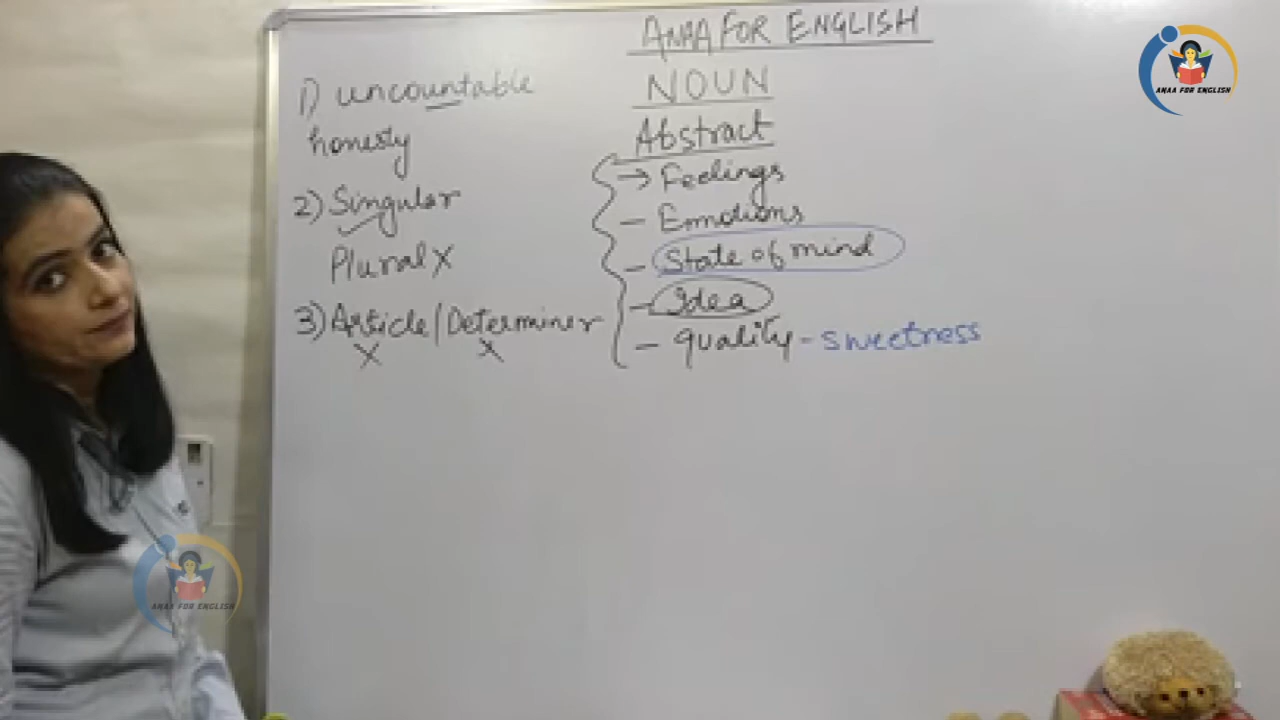 ANAA FOR ENGLISH
NOUN
Abstract
→ Feelings
- Emotions
- State of mind
- Idea
- quality - sweetness
1) uncountable
honesty
2) Singular
Plural X
3) Article/Determiner
X X
ANAA FOR ENGLISH
ANAA FOR ENGLISH